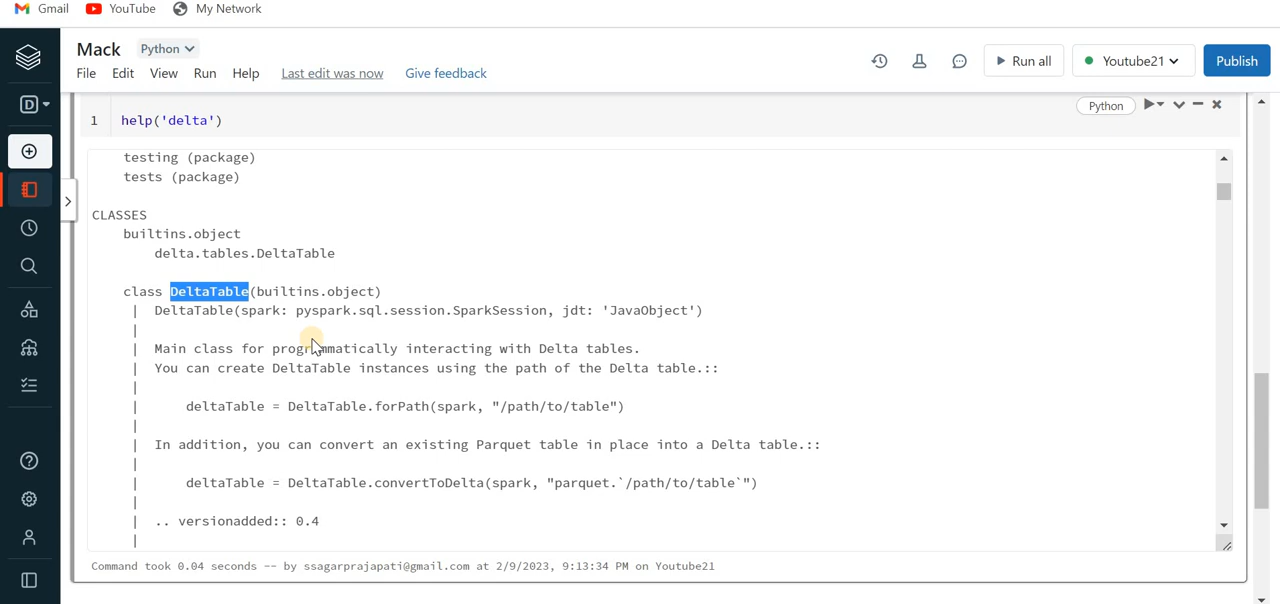 Gmail YouTube My Network
Mack Python
File Edit View Run Help Last edit was now Give feedback
Run all Youtube21 Publish
D
Python
1 help('delta')
testing (package)
tests (package)
CLASSES
builtins.object
delta.tables.DeltaTable
class DeltaTable(builtins.object)
| DeltaTable(spark: pyspark.sql.session.SparkSession, jdt: 'JavaObject')
|
| Main class for programmatically interacting with Delta tables.
| You can create DeltaTable instances using the path of the Delta table.::
|
| deltaTable = DeltaTable.forPath(spark, "/path/to/table")
|
| In addition, you can convert an existing Parquet table in place into a Delta table.::
|
| deltaTable = DeltaTable.convertToDelta(spark, "parquet.`/path/to/table`")
|
| .. versionadded:: 0.4
|
Command took 0.04 seconds -- by ssagarprajapati@gmail.com at 2/9/2023, 9:13:34 PM on Youtube21